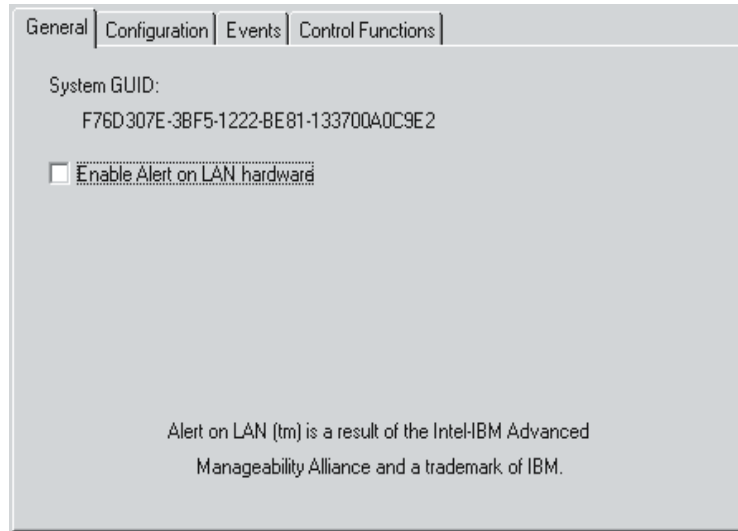 General Configuration Events Control Functions
System GUID:
F76D307E-3BF5-1222-BE81-133700A0C9E2
Enable Alert on LAN hardware
Alert on LAN (tm) is a result of the Intel-IBM Advanced
Manageability Alliance and a trademark of IBM.